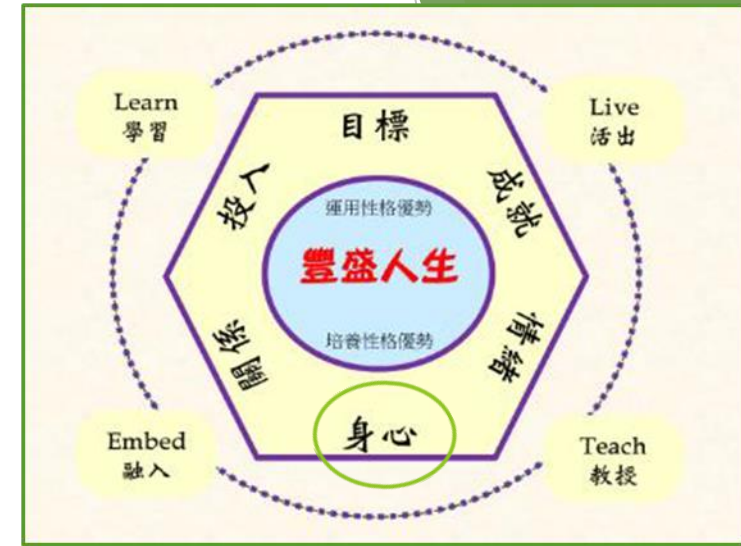 Learn
學習
Live
活出
目標
投入
成就
運用性格優勢
豐盛人生
培養性格優勢
關係
情緒
身心
Embed
融入
Teach
教授